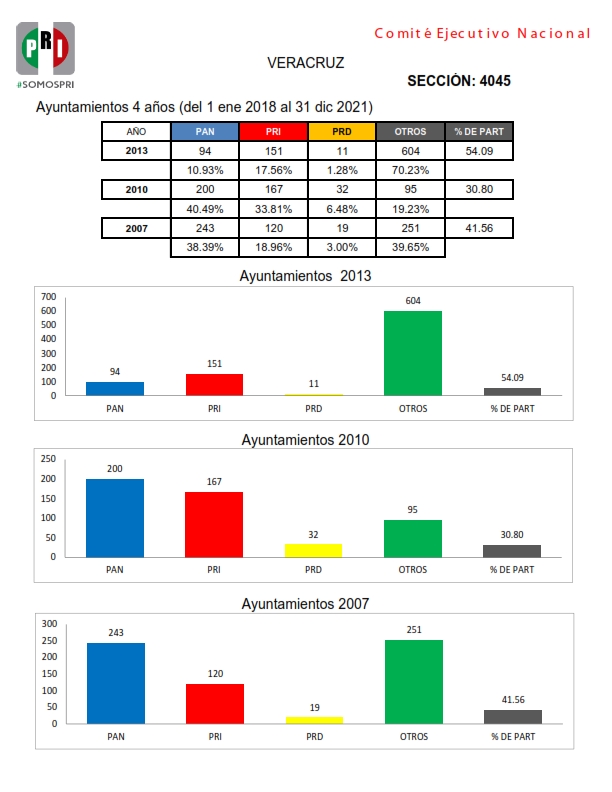 Comité Ejecutivo Nacional
PRI
#SOMOSPRI
VERACRUZ
SECCIÓN: 4045
Ayuntamientos 4 años (del 1 ene 2018 al 31 dic 2021)
AÑO PAN PRI PRD OTROS % DE PART
2013 94 151 11 604 54.09
10.93% 17.56% 1.28% 70.23%
2010 200 167 32 95 30.80
40.49% 33.81% 6.48% 19.23%
2007 243 120 19 251 41.56
38.39% 18.96% 3.00% 39.65%
Ayuntamientos 2013
700
600
500
400
300
200
100
0
94 151 11 604 54.09
PAN PRI PRD OTROS % DE PART
Ayuntamientos 2010
250
200
150
100
50
0
200 167 32 95 30.80
PAN PRI PRD OTROS % DE PART
Ayuntamientos 2007
300
250
200
150
100
50
0
243 120 19 251 41.56
PAN PRI PRD OTROS % DE PART